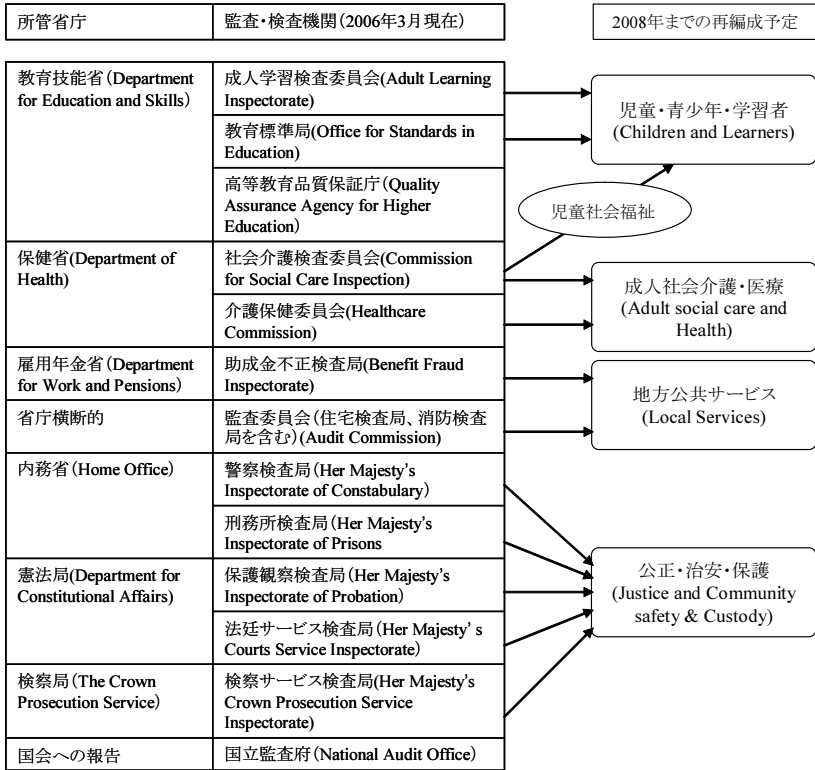 所管省庁
監査・検査機関(2006年3月現在)
2008年までの再編成予定
教育技能省(Department
for Education and Skills)
成人学習検査委員会(Adult Learning
Inspectorate)
教育標準局(Office for Standards in
Education)
高等教育品質保証庁(Quality
Assurance Agency for Higher
Education)
児童・青少年・学習者
(Children and Learners)
児童社会福祉
保健省(Department of
Health)
社会介護検査委員会(Commission
for Social Care Inspection)
介護保健委員会(Healthcare
Commission)
成人社会介護・医療
(Adult social care and
Health)
雇用年金省(Department
for Work and Pensions)
助成金不正検査局(Benefit Fraud
Inspectorate)
省庁横断的
監査委員会(住宅検査局、消防検査
局を含む)(Audit Commission)
地方公共サービス
(Local Services)
内務省(Home Office)
警察検査局(Her Majesty's
Inspectorate of Constabulary)
刑務所検査局(Her Majesty's
Inspectorate of Prisons
憲法局(Department for
Constitutional Affairs)
保護観察検査局(Her Majesty's
Inspectorate of Probation)
法廷サービス検査局(Her Majesty' s
Courts Service Inspectorate)
公正・治安・保護
(Justice and Community
safety & Custody)
検察局(The Crown
Prosecution Service)
検察サービス検査局(Her Majesty's
Crown Prosecution Service
Inspectorate)
国会への報告
国立監査府(National Audit Office)